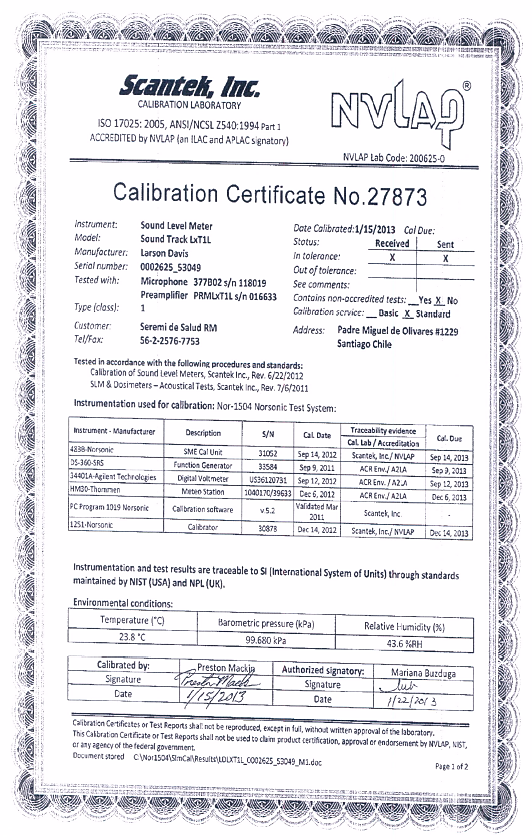 Scantek, Inc.
CALIBRATION LABORATORY
ISO 17025: 2005, ANSI/NCSL Z540:1994 Part 1
ACCREDITED by NVLAP (an ILAC and APLAC signatory)
NVLAP®
NVLAP Lab Code: 200625-0
Calibration Certificate No.27873
Instrument: Sound Level Meter
Model: Sound Track LxT1L
Manufacturer: Larson Davis
Serial number: 0002625_53049
Tested with: Microphone 377B02 s/n 118019
Preamplifier PRMLxT1L s/n 016633
Type (class): 1
Customer: Seremi de Salud RM
Tel/Fax: 56-2-2576-7753
Date Calibrated:1/15/2013 Cal Due:
Status: Received Sent
In tolerance: X X
Out of tolerance:
See comments:
Contains non-accredited tests: __Yes X No
Calibration service: __ Basic X Standard
Address: Padre Miguel de Olivares #1229
Santiago Chile
Tested in accordance with the following procedures and standards:
Calibration of Sound Level Meters, Scantek Inc., Rev. 6/22/2012
SLM & Dosimeters – Acoustical Tests, Scantek Inc., Rev. 7/6/2011
Instrumentation used for calibration: Nor-1504 Norsonic Test System:
Instrument - Manufacturer Description S/N Cal. Date Traceability evidence Cal. Due
Cal. Lab / Accreditation
483B-Norsonic SME Cal Unit 31052 Sep 14, 2012 Scantek, Inc./ NVLAP Sep 14, 2013
DS-360-SRS Function Generator 33584 Sep 9, 2011 ACR Env./ A2LA Sep 9, 2013
34401A-Agilent Technologies Digital Voltmeter US36120731 Sep 12, 2012 ACR Env. / A2LA Sep 12, 2013
HM30-Thommen Meteo Station 1040170/39633 Dec 6, 2012 ACR Env./ A2LA Dec 6, 2013
PC Program 1019 Norsonic Calibration software v.5.2 Validated Mar 2011 Scantek, Inc. -
1251-Norsonic Calibrator 30878 Dec 14, 2012 Scantek, Inc./ NVLAP Dec 14, 2013
Instrumentation and test results are traceable to SI (International System of Units) through standards
maintained by NIST (USA) and NPL (UK).
Environmental conditions:
Temperature (°C) Barometric pressure (kPa) Relative Humidity (%)
23.8 °C 99.680 kPa 43.6 %RH
Calibrated by: Preston Mackin Authorized signatory: Mariana Buzduga
Signature Preston Signature
Date 1/15/2013 Date 1/22/2013
Calibration Certificates or Test Reports shall not be reproduced, except in full, without written approval of the laboratory.
This Calibration Certificate or Test Reports shall not be used to claim product certification, approval or endorsement by NVLAP, NIST,
or any agency of the federal government.
Document stored C:\Nor1504\SlmCal\Results\LDLXT1L_0002625_53049_M1.doc
Page 1 of 2